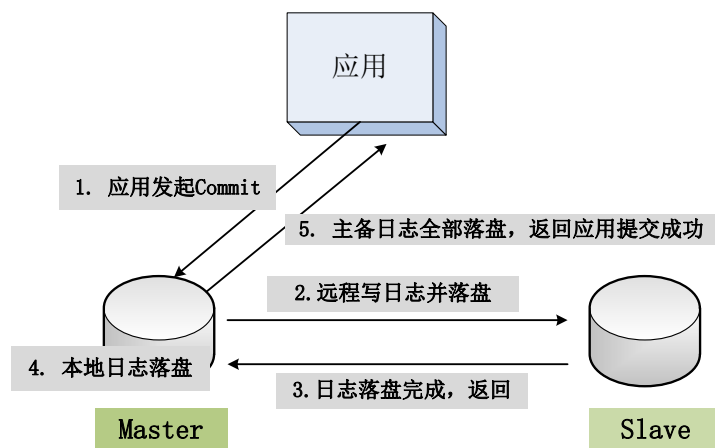 应用
1. 应用发起Commit
5. 主备日志全部落盘，返回应用提交成功
2.远程写日志并落盘
4. 本地日志落盘
3.日志落盘完成，返回
Master
Slave